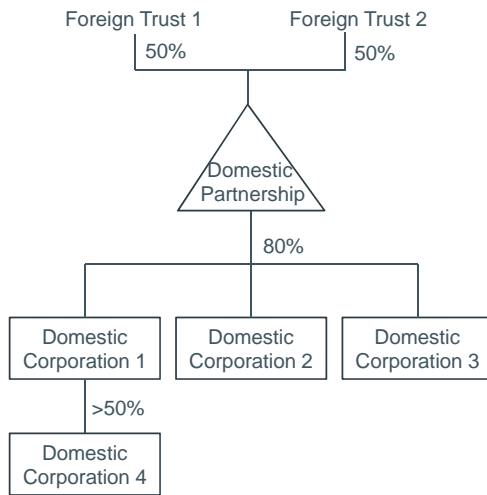 Foreign Trust 1
Foreign Trust 2
50%
50%
Domestic
Partnership
80%
Domestic
Corporation 1
Domestic
Corporation 2
Domestic
Corporation 3
>50%
Domestic
Corporation 4